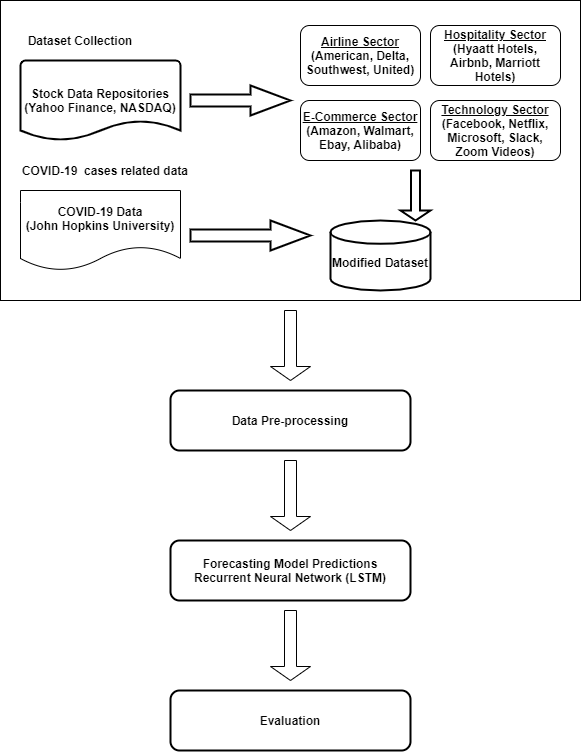 Dataset Collection
Stock Data Repositories
(Yahoo Finance, NASDAQ)
Airline Sector
(American, Delta,
Southwest, United)
Hospitality Sector
(Hyaatt Hotels,
Airbnb, Marriott
Hotels)
E-Commerce Sector
(Amazon, Walmart,
Ebay, Alibaba)
Technology Sector
(Facebook, Netflix,
Microsoft, Slack,
Zoom Videos)
COVID-19 cases related data
COVID-19 Data
(John Hopkins University)
Modified Dataset
Data Pre-processing
Forecasting Model Predictions
Recurrent Neural Network (LSTM)
Evaluation